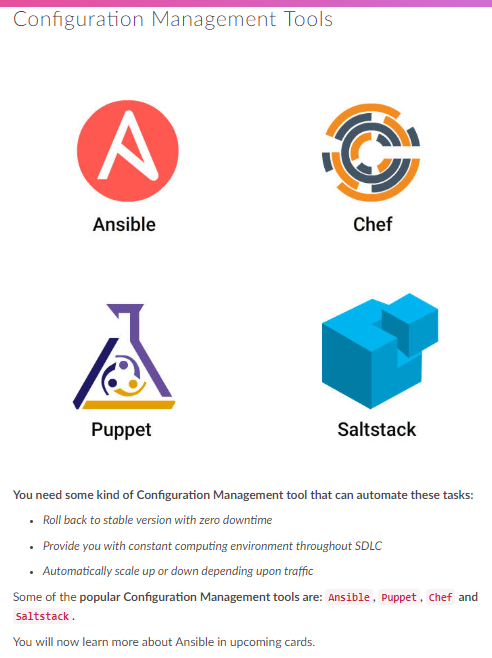 Configuration Management Tools
Ansible
Chef
Puppet
Saltstack
You need some kind of Configuration Management tool that can automate these tasks:
• Roll back to stable version with zero downtime
• Provide you with constant computing environment throughout SDLC
• Automatically scale up or down depending upon traffic
Some of the popular Configuration Management tools are: Ansible, Puppet, Chef and
Saltstack.
You will now learn more about Ansible in upcoming cards.